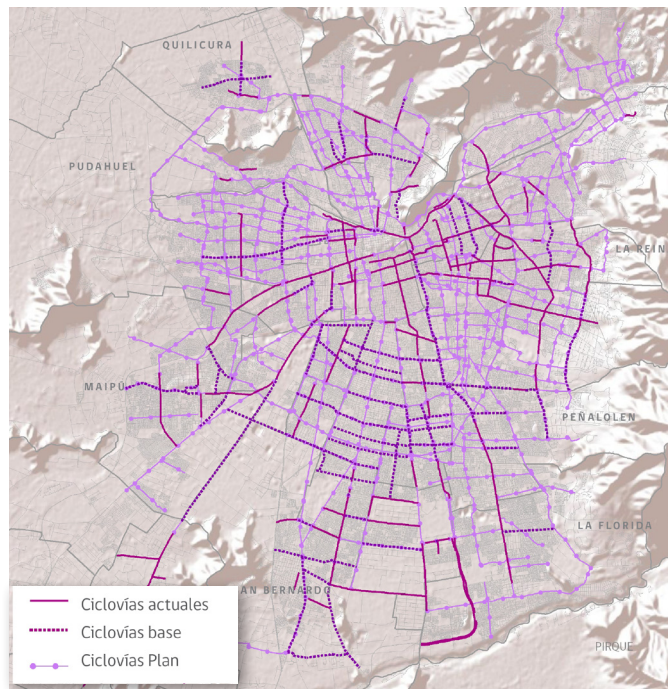 QUILICURA
PUDAHUEL
LA REIN
MAIPÚ
PEÑALOLEN
LA FLORIDA
AN BERNARDO
PIRQUE
Ciclovías actuales
Ciclovías base
Ciclovías Plan